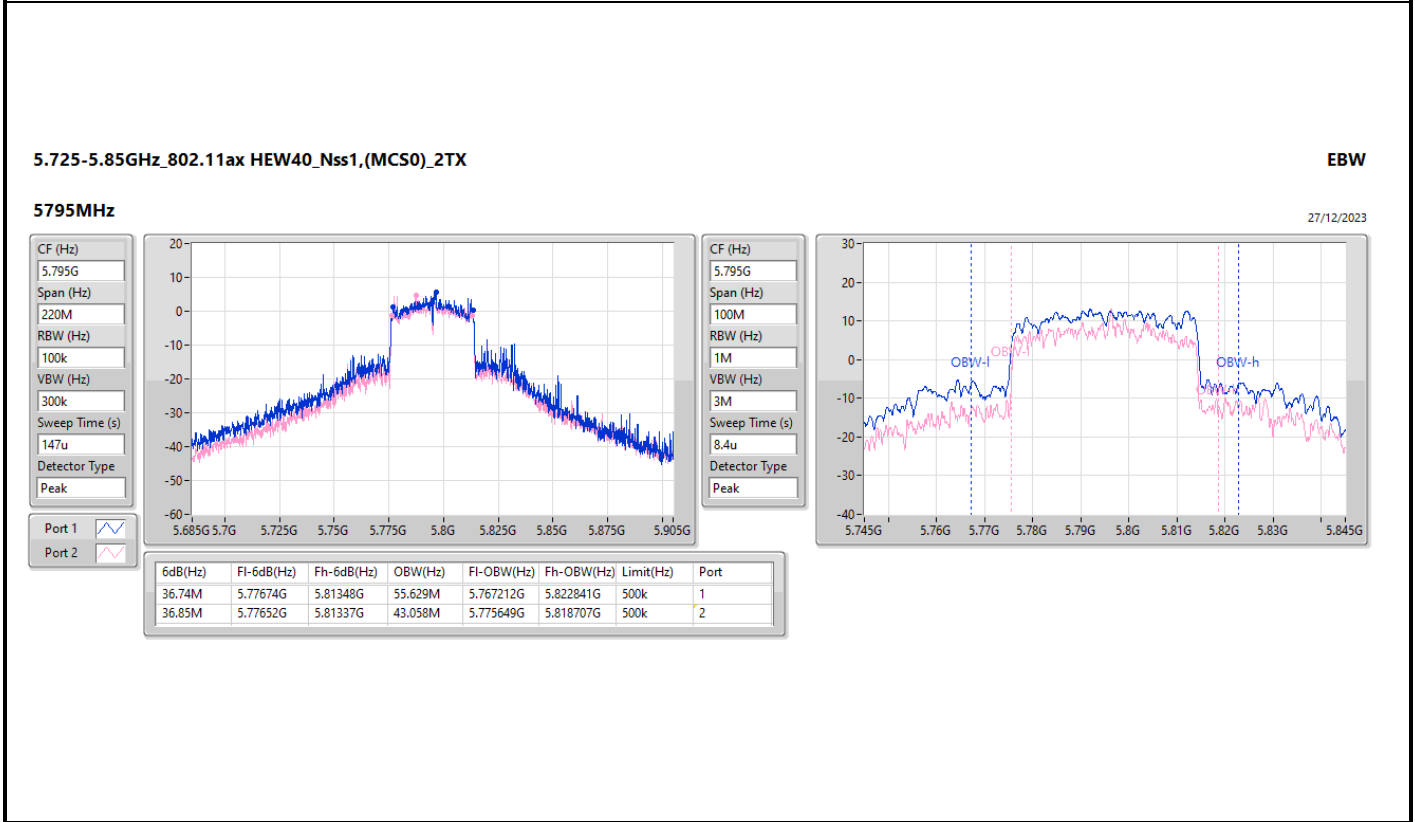 5.725-5.85GHz_802.11ax HEW40_Nss1,(MCS0)_2TX
EBW
5795MHz
27/12/2023
CF (Hz)
5.795G
Span (Hz)
220M
RBW (Hz)
100k
VBW (Hz)
300k
Sweep Time (s)
147u
Detector Type
Peak
Port 1
Port 2
20
10
0
-10
-20
-30
-40
-50
-60
5.685G 5.7G 5.725G 5.75G 5.775G 5.8G 5.825G 5.85G 5.875G 5.905G
CF (Hz)
5.795G
Span (Hz)
100M
RBW (Hz)
1M
VBW (Hz)
3M
Sweep Time (s)
8.4u
Detector Type
Peak
30
20
10
0
-10
-20
-30
-40
OBW-l
OBW-l
OBW-h
5.745G 5.76G 5.77G 5.78G 5.79G 5.8G 5.81G 5.82G 5.83G 5.845G
6dB(Hz) Fl-6dB(Hz) Fh-6dB(Hz) OBW(Hz) Fl-OBW(Hz) Fh-OBW(Hz) Limit(Hz) Port
36.74M 5.77674G 5.81348G 55.629M 5.767212G 5.822841G 500k 1
36.85M 5.77652G 5.81337G 43.058M 5.775649G 5.818707G 500k 2